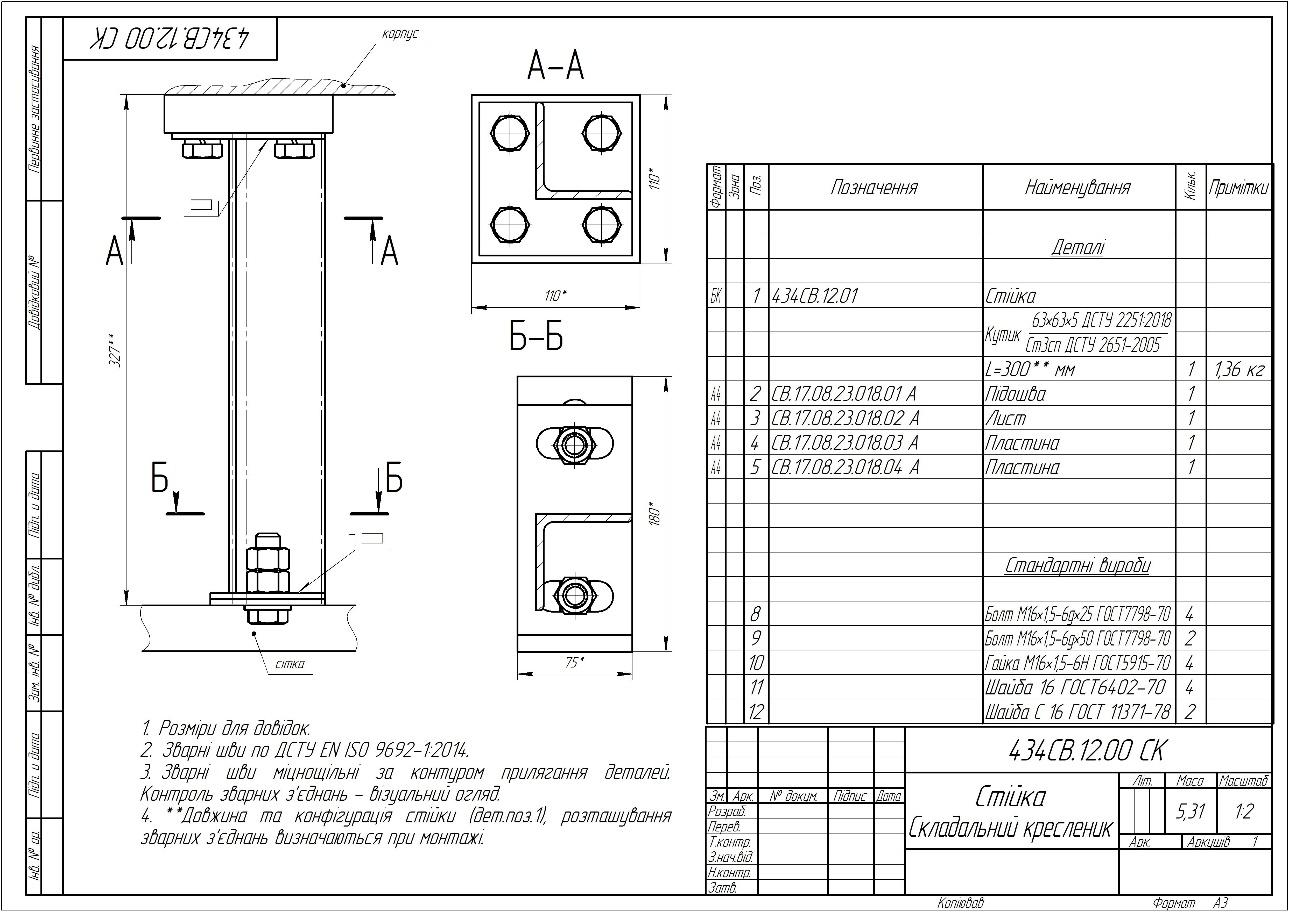 434СВ.12.00 СК
Первинне застосування
Довідковий №
Підп. и дата
Інв. № дубл.
Зам. інв. №
Підп. и дата
Інв. № ор.
корпус
327**
А
А
Б
Б
сітка
А–А
110*
110*
Б–Б
180*
75*
1. Розміри для довідок.
2. Зварні шви по ДСТУ EN ISO 9692–1:2014.
3. Зварні шви міцнощільні за контуром прилягання деталей.
Контроль зварних з'єднань – візуальний огляд.
4. **Довжина та конфігурація стійки (дет.поз.1), розташування
зварних з'єднань визначаються при монтажі.
Формат Зона Поз. Позначення Найменування Кільк. Примітки
Деталі
БК 1 434СВ.12.01 Стійка
Кутик 63×63×5 ДСТУ 2251:2018
Ст3сп ДСТУ 2651–2005
L=300** мм 1 1,36 кг
А4 2 СВ.17.08.23.018.01 А Підошва 1
А4 3 СВ.17.08.23.018.02 А Лист 1
А4 4 СВ.17.08.23.018.03 А Пластина 1
А4 5 СВ.17.08.23.018.04 А Пластина 1
Стандартні вироби
8 Болт М16×1,5–6g×25 ГОСТ7798–70 4
9 Болт М16×1,5–6g×50 ГОСТ7798–70 2
10 Гайка М16×1,5–6Н ГОСТ5915–70 4
11 Шайба 16 ГОСТ6402–70 4
12 Шайба С 16 ГОСТ 11371–78 2
434СВ.12.00 СК
Зм. Арк. № докум. Підпис Дата
Розраб.
Перев.
Т.контр.
З.нач.від.
Н.контр.
Затв.
Стійка
Складальний кресленик
Літ. Маса Масштаб
5,31 1:2
Арк. Аркушів 1
Копіював Формат А3